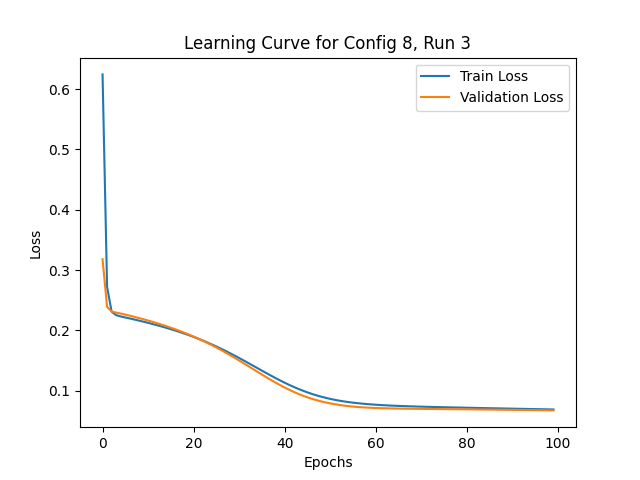 Learning Curve for Config 8, Run 3
Train Loss
Validation Loss
0.6
0.5
0.4
0.3
0.2
0.1
Loss
0 20 40 60 80 100
Epochs